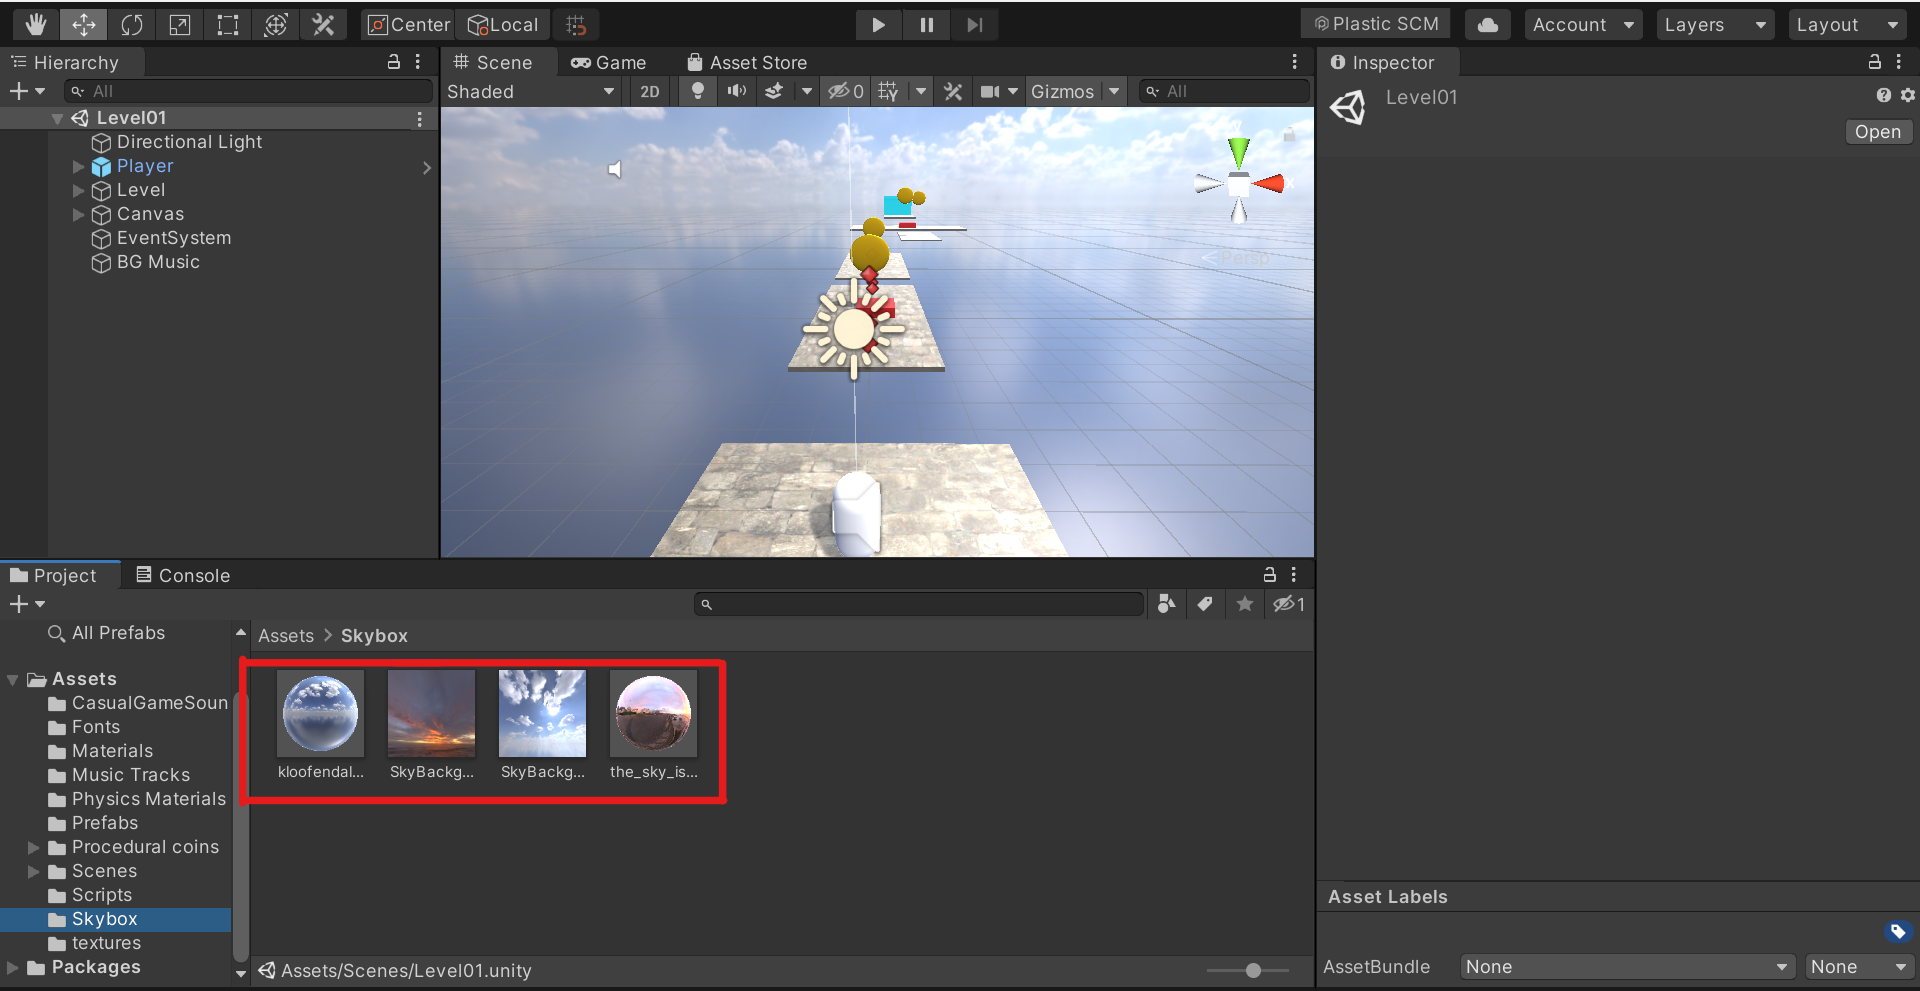 Center Local Plastic SCM Account Layers Layout
Hierarchy Scene Game Asset Store Inspector
All Shaded 2D 0 Gizmos All Level01
Open
Level01
Directional Light
Player
Level
Canvas
EventSystem
BG Music
x
Persp
Project Console
1
All Prefabs
Assets > Skybox
Assets
CasualGameSoun
Fonts
Materials
Music Tracks
Physics Materials
Prefabs
Procedural coins
Scenes
Scripts
Skybox
textures
Packages
kloofendal... SkyBackg... SkyBackg... the_sky_is...
Assets/Scenes/Level01.unity
Asset Labels
AssetBundle None None